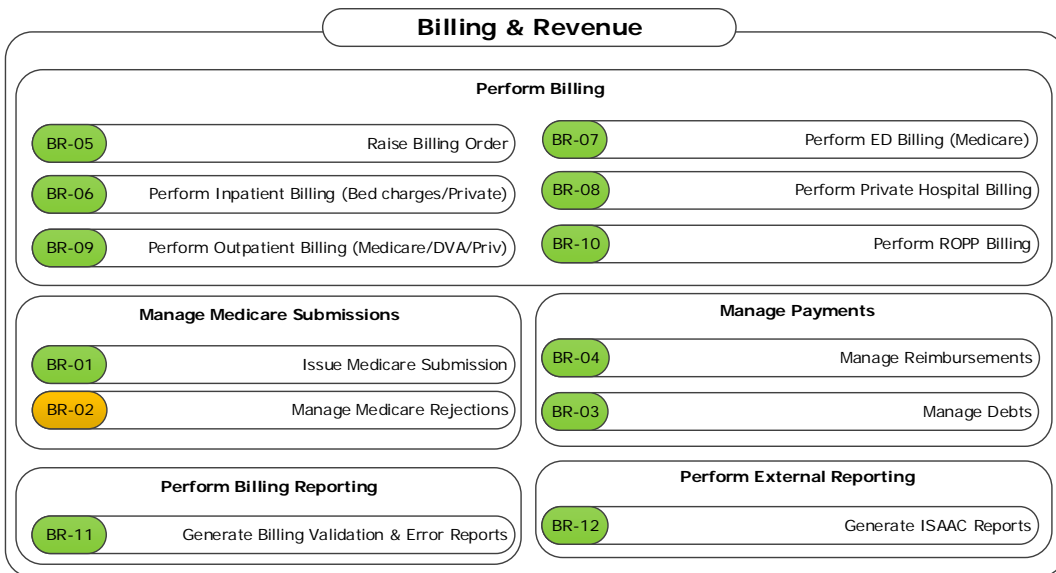 Billing & Revenue
Perform Billing
BR-05 Raise Billing Order
BR-07 Perform ED Billing (Medicare)
BR-06 Perform Inpatient Billing (Bed charges/Private)
BR-08 Perform Private Hospital Billing
BR-09 Perform Outpatient Billing (Medicare/DVA/Priv)
BR-10 Perform ROPP Billing
Manage Medicare Submissions
BR-01 Issue Medicare Submission
BR-02 Manage Medicare Rejections
Manage Payments
BR-04 Manage Reimbursements
BR-03 Manage Debts
Perform Billing Reporting
BR-11 Generate Billing Validation & Error Reports
Perform External Reporting
BR-12 Generate ISAAC Reports